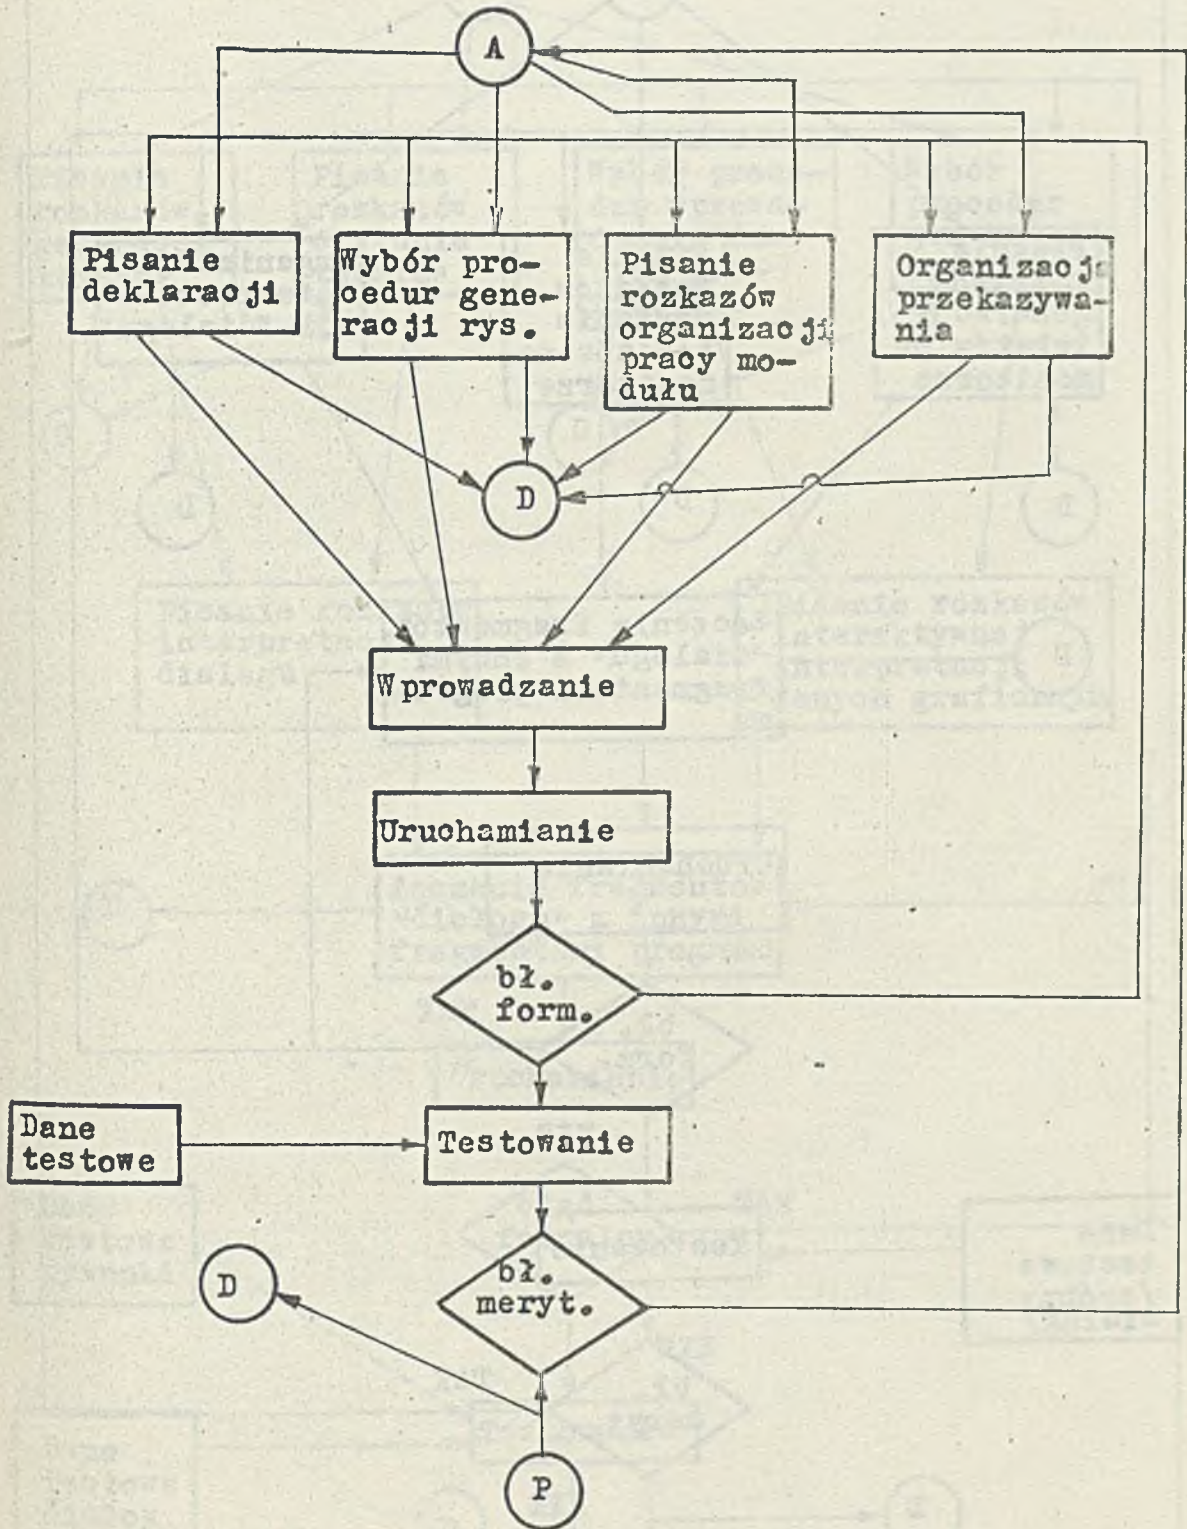 A
Pisanie
deklaracji
Wybór pro-
cedur gene-
racji rys.
Pisanie
rozkazów
organizacji
pracy mo-
dułu
Organizacja
przekazywa-
nia
D
Wprowadzanie
Uruchamianie
bł.
form.
Dane
testowe
Testowanie
D
bł.
meryt.
P